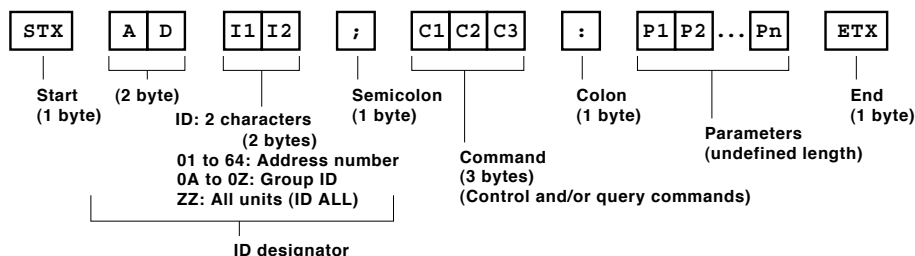 STX A D I1 I2 ; C1 C2 C3 : P1 P2 ... Pn ETX
Start
(1 byte)
(2 byte)
ID: 2 characters
(2 bytes)
01 to 64: Address number
0A to 0Z: Group ID
ZZ: All units (ID ALL)
ID designator
Semicolon
(1 byte)
Command
(3 bytes)
(Control and/or query commands)
Colon
(1 byte)
Parameters
(undefined length)
End
(1 byte)